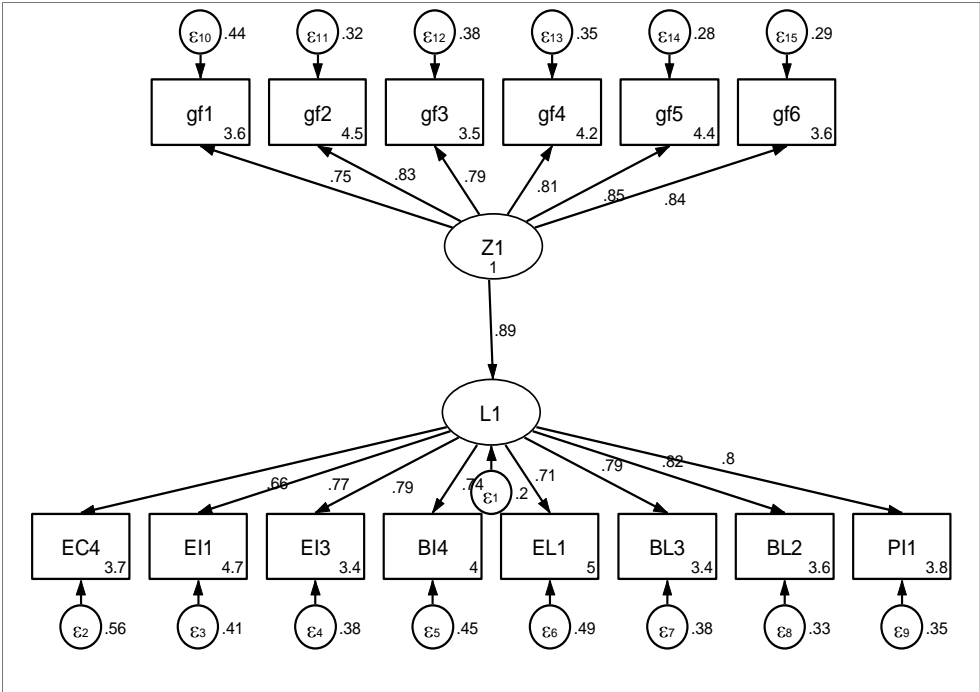 ε10 .44 ε11 .32 ε12 .38 ε13 .35 ε14 .28 ε15 .29
gf1 3.6 gf2 4.5 gf3 3.5 gf4 4.2 gf5 4.4 gf6 3.6
.75 .83 .79 .81 .85 .84
Z1
1
.89
L1
.66 .77 .79 .74 .71 .79 .82 .8
ε1 .2
EC4 3.7 EI1 4.7 EI3 3.4 BI4 4 EL1 5 BL3 3.4 BL2 3.6 PI1 3.8
ε2 .56 ε3 .41 ε4 .38 ε5 .45 ε6 .49 ε7 .38 ε8 .33 ε9 .35